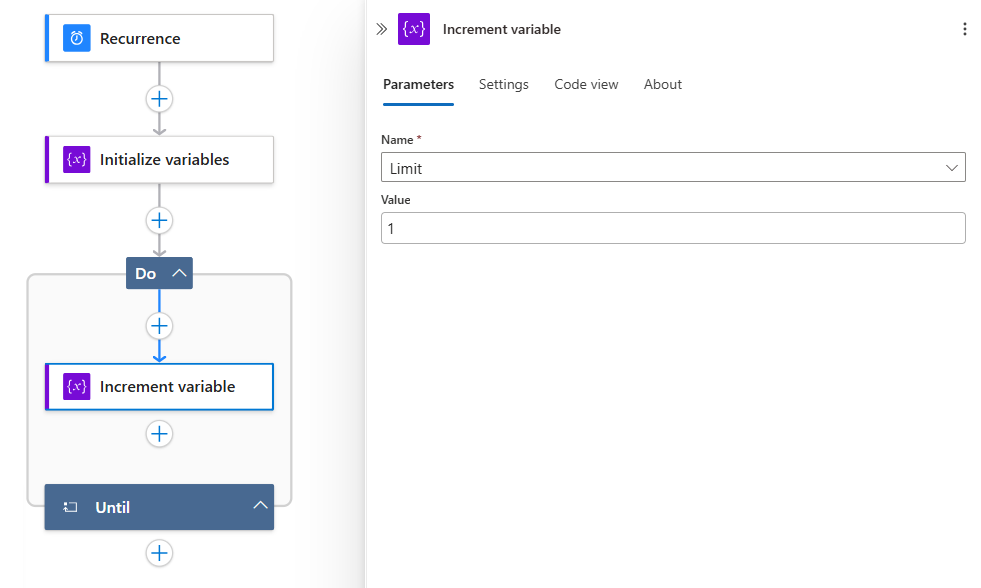 Recurrence
Initialize variables
Do
Increment variable
Until
{x} Increment variable
Parameters Settings Code view About
Name *
Limit
Value
1